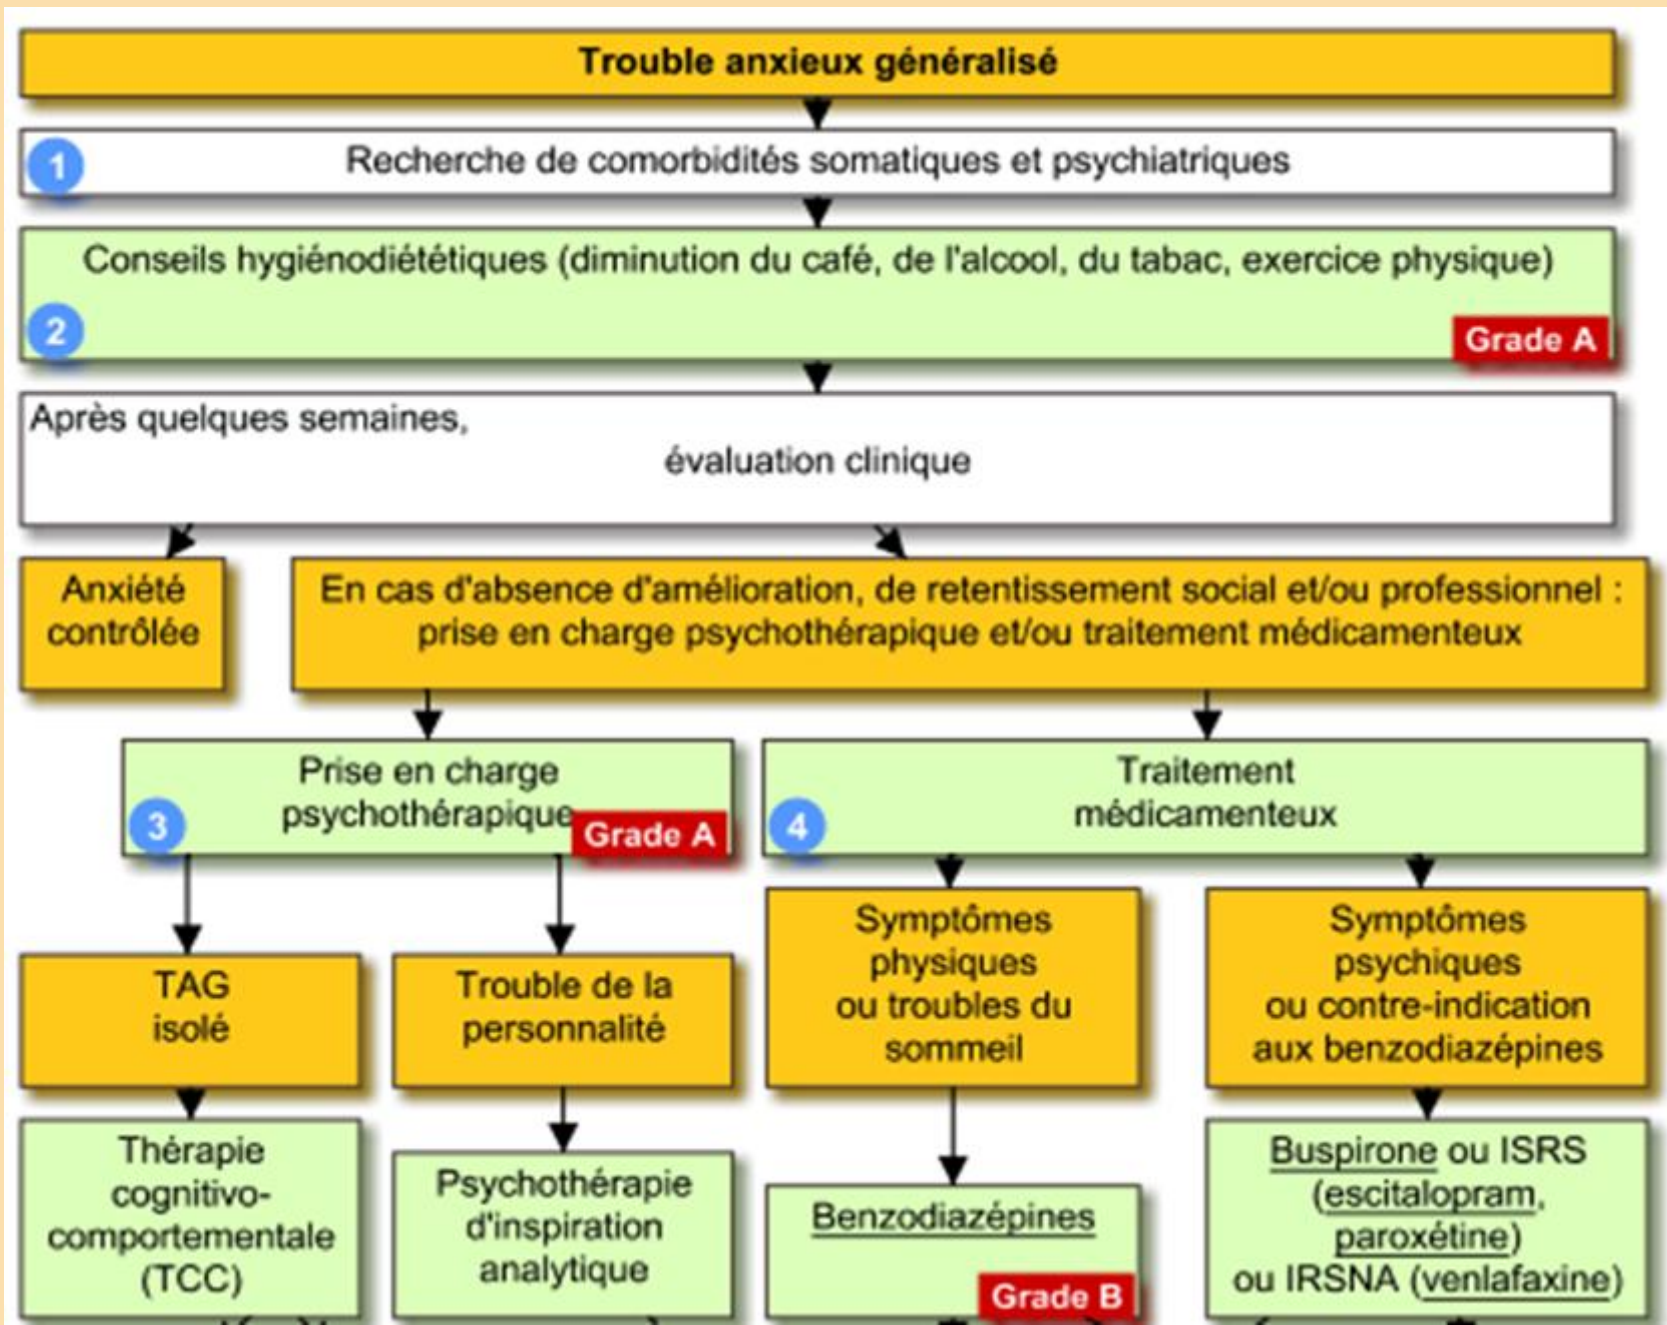 Trouble anxieux généralisé
1
Recherche de comorbidités somatiques et psychiatriques
Conseils hygiénodiététiques (diminution du café, de l'alcool, du tabac, exercice physique)
2
Grade A
Après quelques semaines,
évaluation clinique
Anxiété
contrôlée
En cas d'absence d'amélioration, de retentissement social et/ou professionnel :
prise en charge psychothérapique et/ou traitement médicamenteux
Prise en charge
psychothérapique
3
Grade A
Traitement
médicamenteux
4
TAG
isolé
Trouble de la
personnalité
Symptômes
physiques
ou troubles du
sommeil
Symptômes
psychiques
ou contre-indication
aux benzodiazépines
Thérapie
cognitivo-
comportementale
(TCC)
Psychothérapie
d'inspiration
analytique
Benzodiazépines
Grade B
Buspirone ou ISRS
(escitalopram,
paroxétine)
ou IRSNA (venlafaxine)